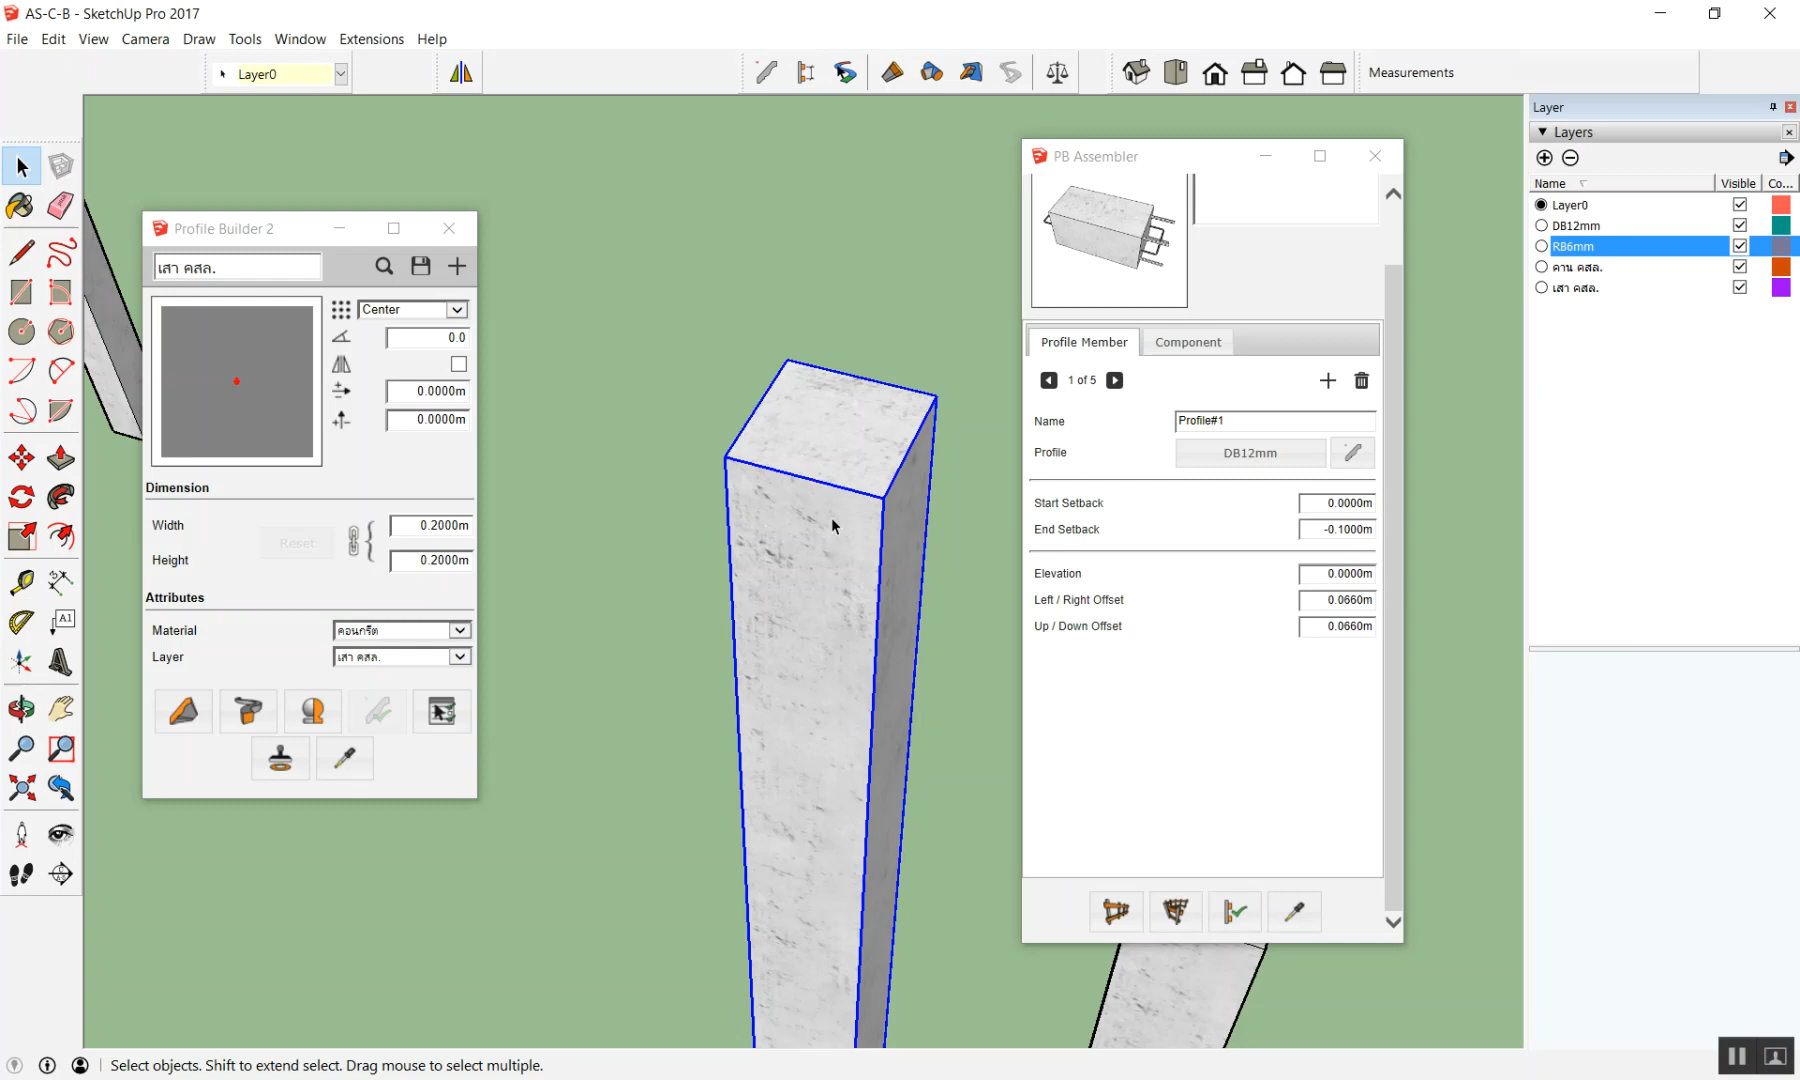 AS-C-B - SketchUp Pro 2017
File Edit View Camera Draw Tools Window Extensions Help
Layer0
Measurements
Layer
Layers
Name Visible Co...
Layer0
DB12mm
RB6mm
คาน คสล.
เสา คสล.
Profile Builder 2
เสา คสล.
Center
0.0
0.0000m
0.0000m
Dimension
Width 0.2000m
Reset
Height 0.2000m
Attributes
Material คอนกรีต
Layer เสา คสล.
PB Assembler
Profile Member Component
1 of 5
Name Profile#1
Profile DB12mm
Start Setback 0.0000m
End Setback -0.1000m
Elevation 0.0000m
Left / Right Offset 0.0660m
Up / Down Offset 0.0660m
A1
Select objects. Shift to extend select. Drag mouse to select multiple.